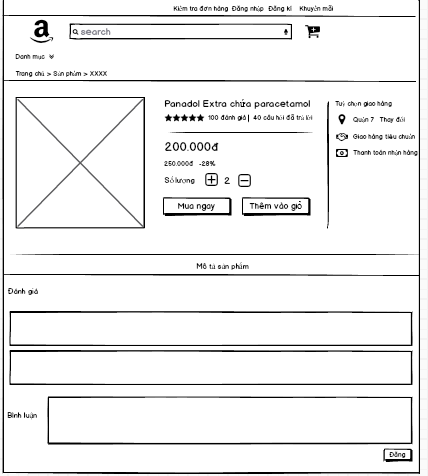 Kiểm tra đơn hàng Đăng nhập Đăng kí Khuyến mãi
a
search
Danh mục
Trang chủ > Sản phẩm > XXXX
Panadol Extra chứa paracetamol
100 đánh giá | 40 câu hỏi đã trả lời
200.000đ
250.000đ -28%
Số lượng + 2 -
Mua ngay Thêm vào giỏ
Tuỳ chọn giao hàng
Quận 7 Thay đổi
Giao hàng tiêu chuẩn
Thanh toán nhận hàng
Mô tả sản phẩm
Đánh giá
Bình luận
Đăng